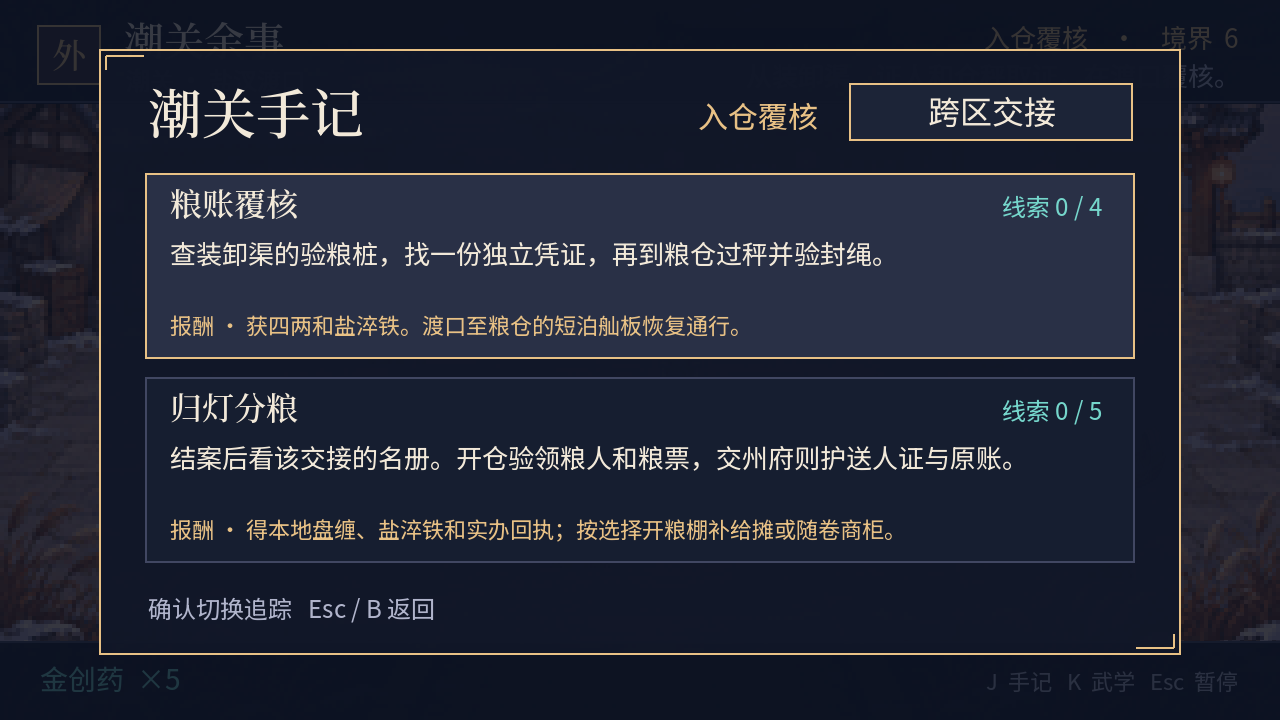 外
潮关佥事
入仓覆核 · 境界 6
核。
潮关手记
入仓覆核
跨区交接
粮账覆核
线索 0 / 4
查装卸渠的验粮桩，找一份独立凭证，再到粮仓过秤并验封绳。
报酬 · 获四两和盐淬铁。渡口至粮仓的短泊舢板恢复通行。
归灯分粮
线索 0 / 5
结案后看该交接的名册。开仓验领粮人和粮票，交州府则护送人证与原账。
报酬 · 得本地盘缠、盐淬铁和实办回执；按选择开粮棚补给摊或随卷商柜。
确认切换追踪 Esc / B 返回
金创药 ×5
J 手记 K 武学 Esc 暂停